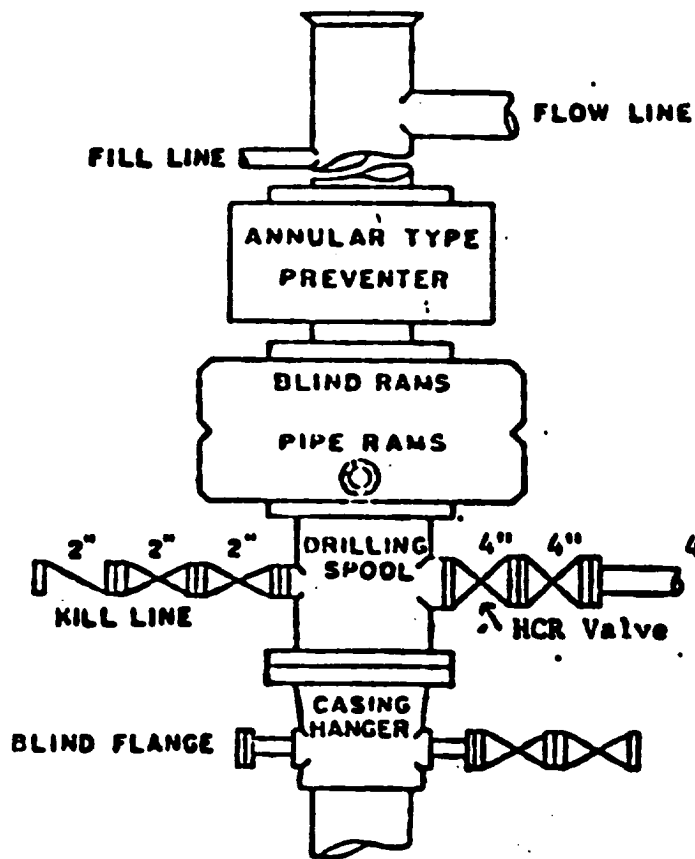 FLOW LINE
FILL LINE
ANNULAR TYPE
PREVENTER
BLIND RAMS
PIPE RAMS
2" 2" 2"
DRILLING
SPOOL
4" 4" 4
KILL LINE
HCR Valve
CASING
HANGER
BLIND FLANGE